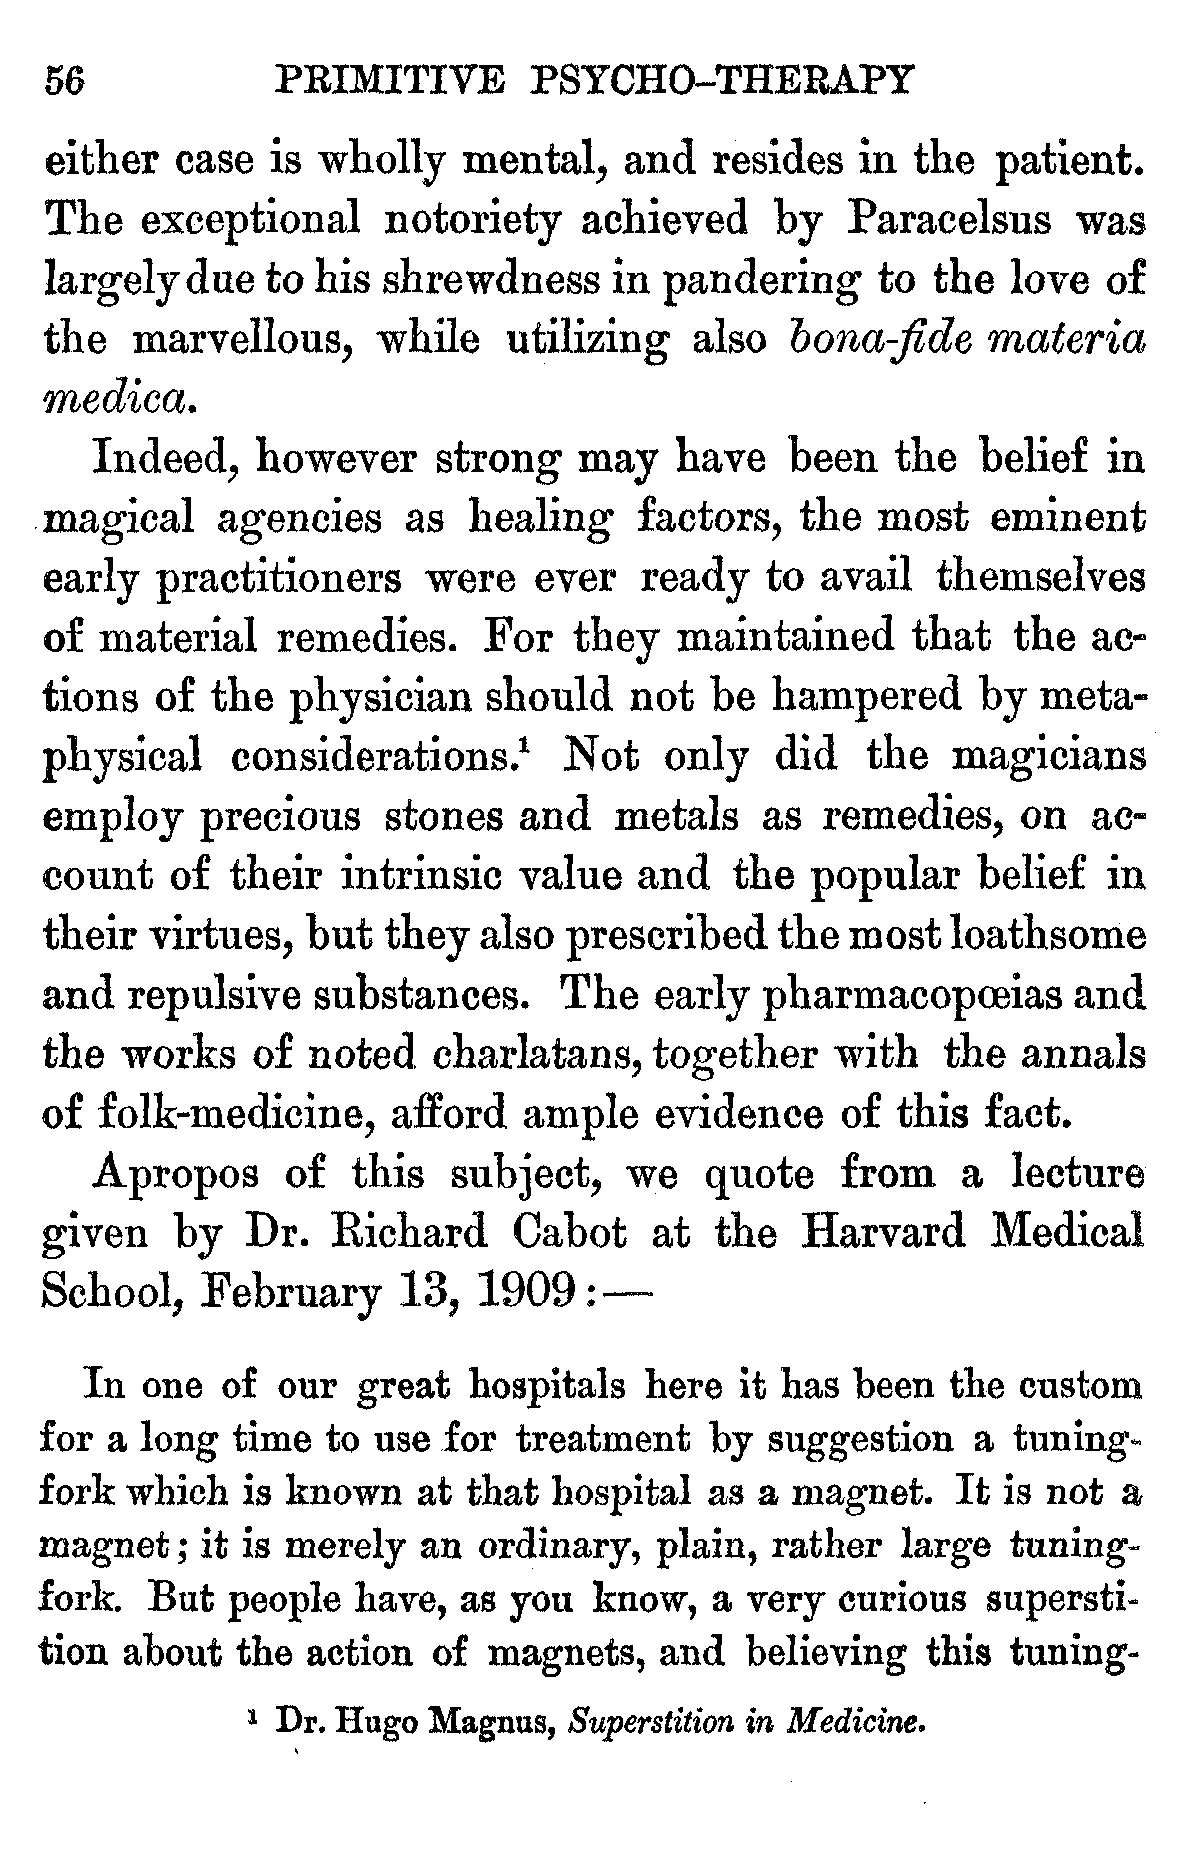 56 PRIMITIVE PSYCHO-THERAPY
either case is wholly mental, and resides in the patient.
The exceptional notoriety achieved by Paracelsus was
largely due to his shrewdness in pandering to the love of
the marvellous, while utilizing also bona-fide materia
medica.
Indeed, however strong may have been the belief in
magical agencies as healing factors, the most eminent
early practitioners were ever ready to avail themselves
of material remedies. For they maintained that the ac-
tions of the physician should not be hampered by meta-
physical considerations.¹ Not only did the magicians
employ precious stones and metals as remedies, on ac-
count of their intrinsic value and the popular belief in
their virtues, but they also prescribed the most loathsome
and repulsive substances. The early pharmacopœias and
the works of noted charlatans, together with the annals
of folk-medicine, afford ample evidence of this fact.
Apropos of this subject, we quote from a lecture
given by Dr. Richard Cabot at the Harvard Medical
School, February 13, 1909:—
In one of our great hospitals here it has been the custom
for a long time to use for treatment by suggestion a tuning-
fork which is known at that hospital as a magnet. It is not a
magnet; it is merely an ordinary, plain, rather large tuning-
fork. But people have, as you know, a very curious supersti-
tion about the action of magnets, and believing this tuning-
¹ Dr. Hugo Magnus, Superstition in Medicine.